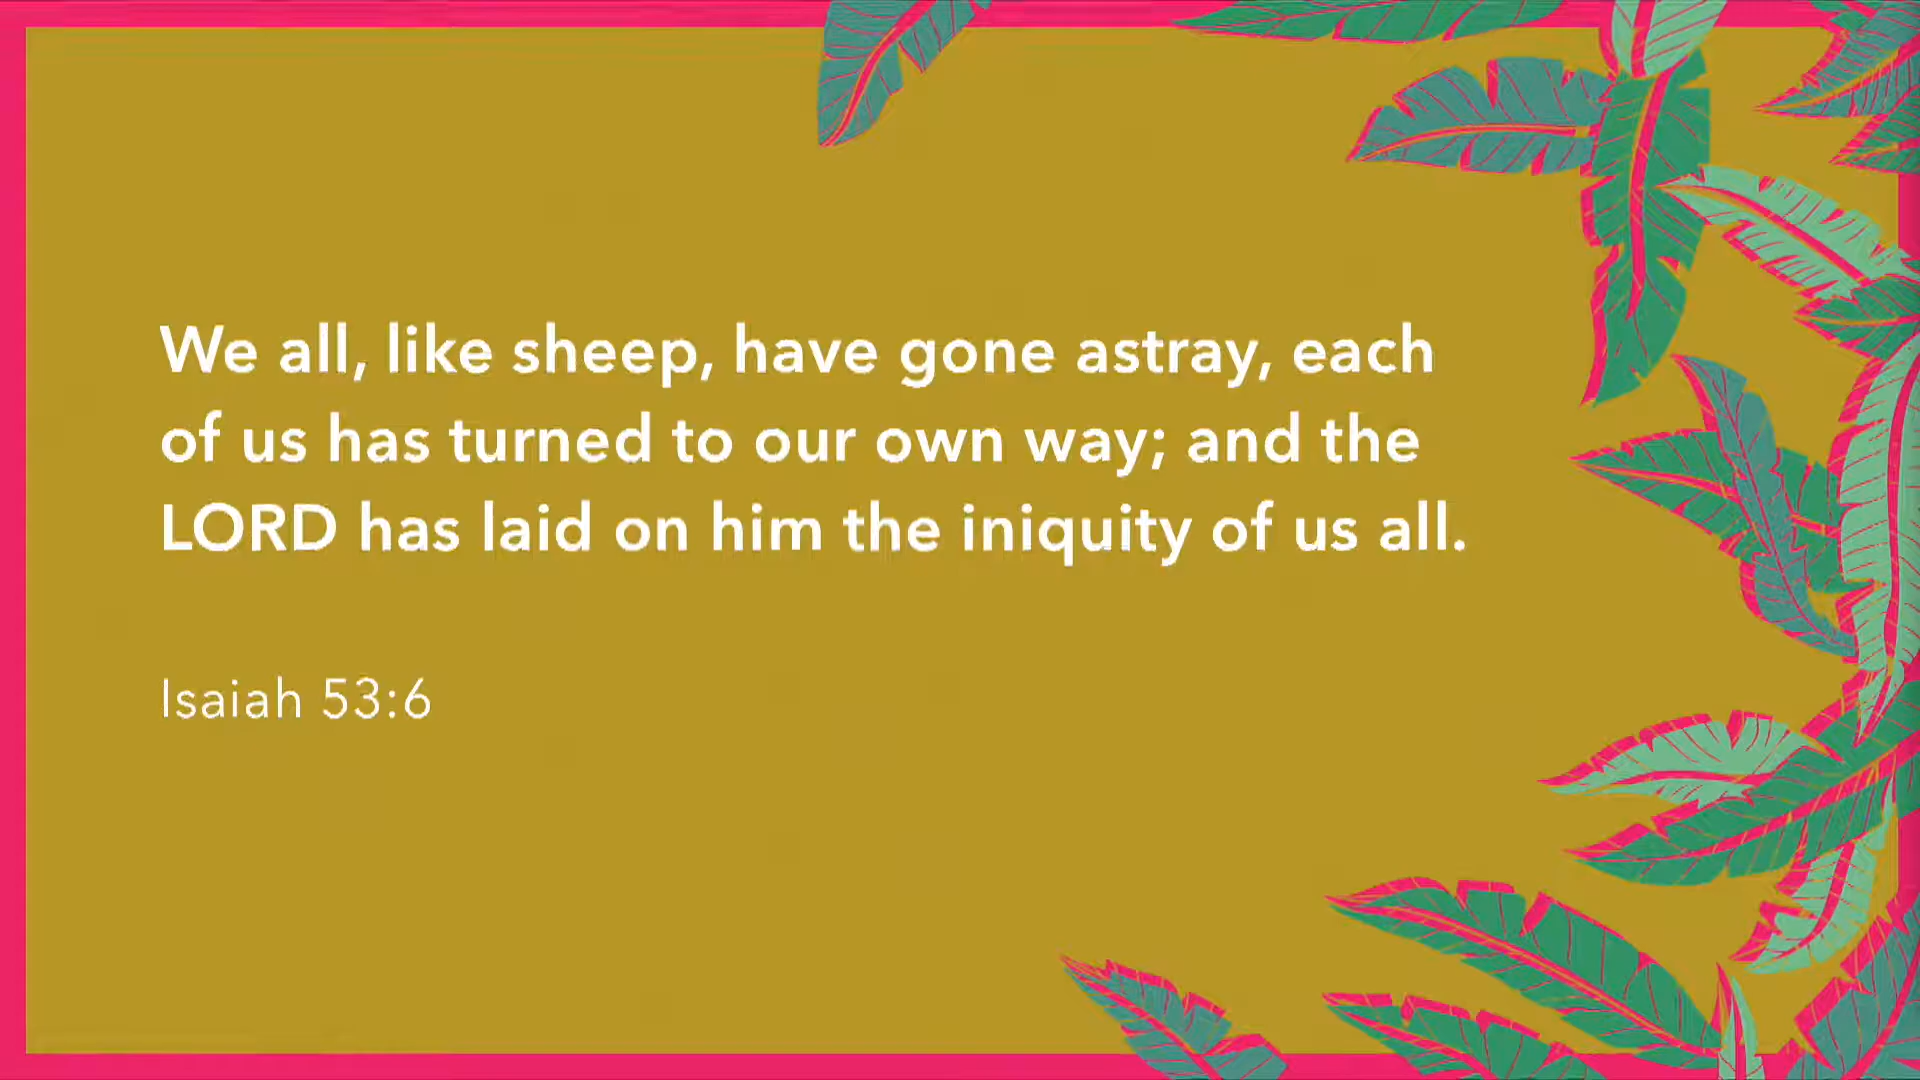 We all, like sheep, have gone astray, each
of us has turned to our own way; and the
LORD has laid on him the iniquity of us all.
Isaiah 53:6